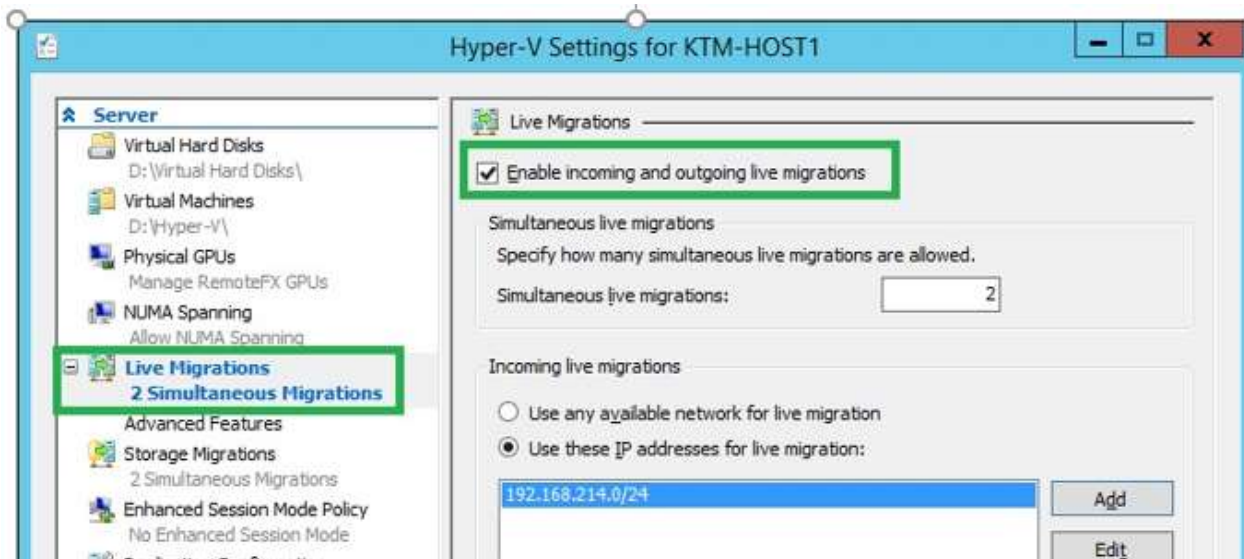 Hyper-V Settings for KTM-HOST1
Server
Virtual Hard Disks
D:\Virtual Hard Disks\
Virtual Machines
D:\Hyper-V\
Physical GPUs
Manage RemoteFX GPUs
NUMA Spanning
Allow NUMA Spanning
Live Migrations
2 Simultaneous Migrations
Advanced Features
Storage Migrations
2 Simultaneous Migrations
Enhanced Session Mode Policy
No Enhanced Session Mode
Live Migrations
Enable incoming and outgoing live migrations
Simultaneous live migrations
Specify how many simultaneous live migrations are allowed.
Simultaneous live migrations: 2
Incoming live migrations
Use any available network for live migration
Use these IP addresses for live migration:
192.168.214.0/24
Add
Edit